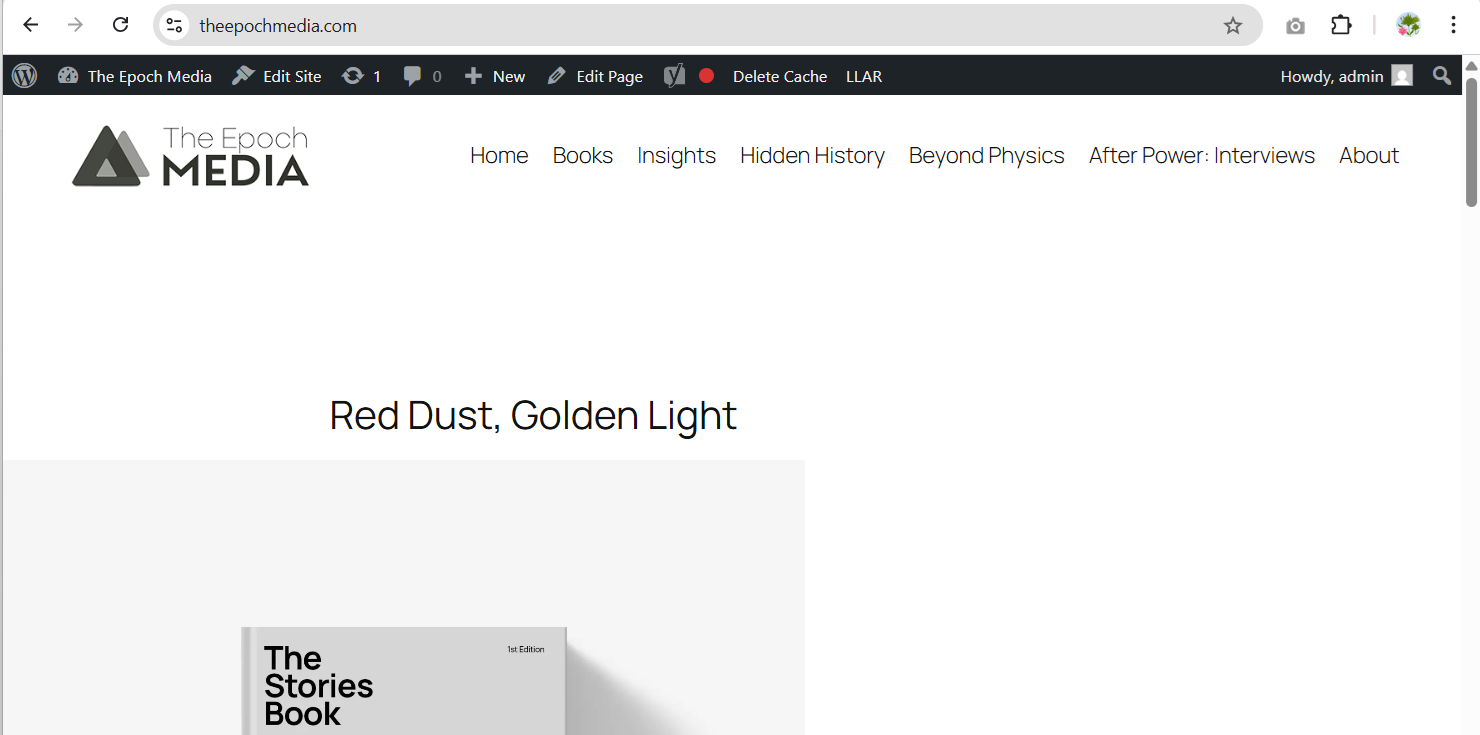 theepochmedia.com
The Epoch Media Edit Site 1 0 New Edit Page Delete Cache LLAR Howdy, admin
The Epoch
MEDIA
Home Books Insights Hidden History Beyond Physics After Power: Interviews About
Red Dust, Golden Light
The
Stories
Book
1st Edition